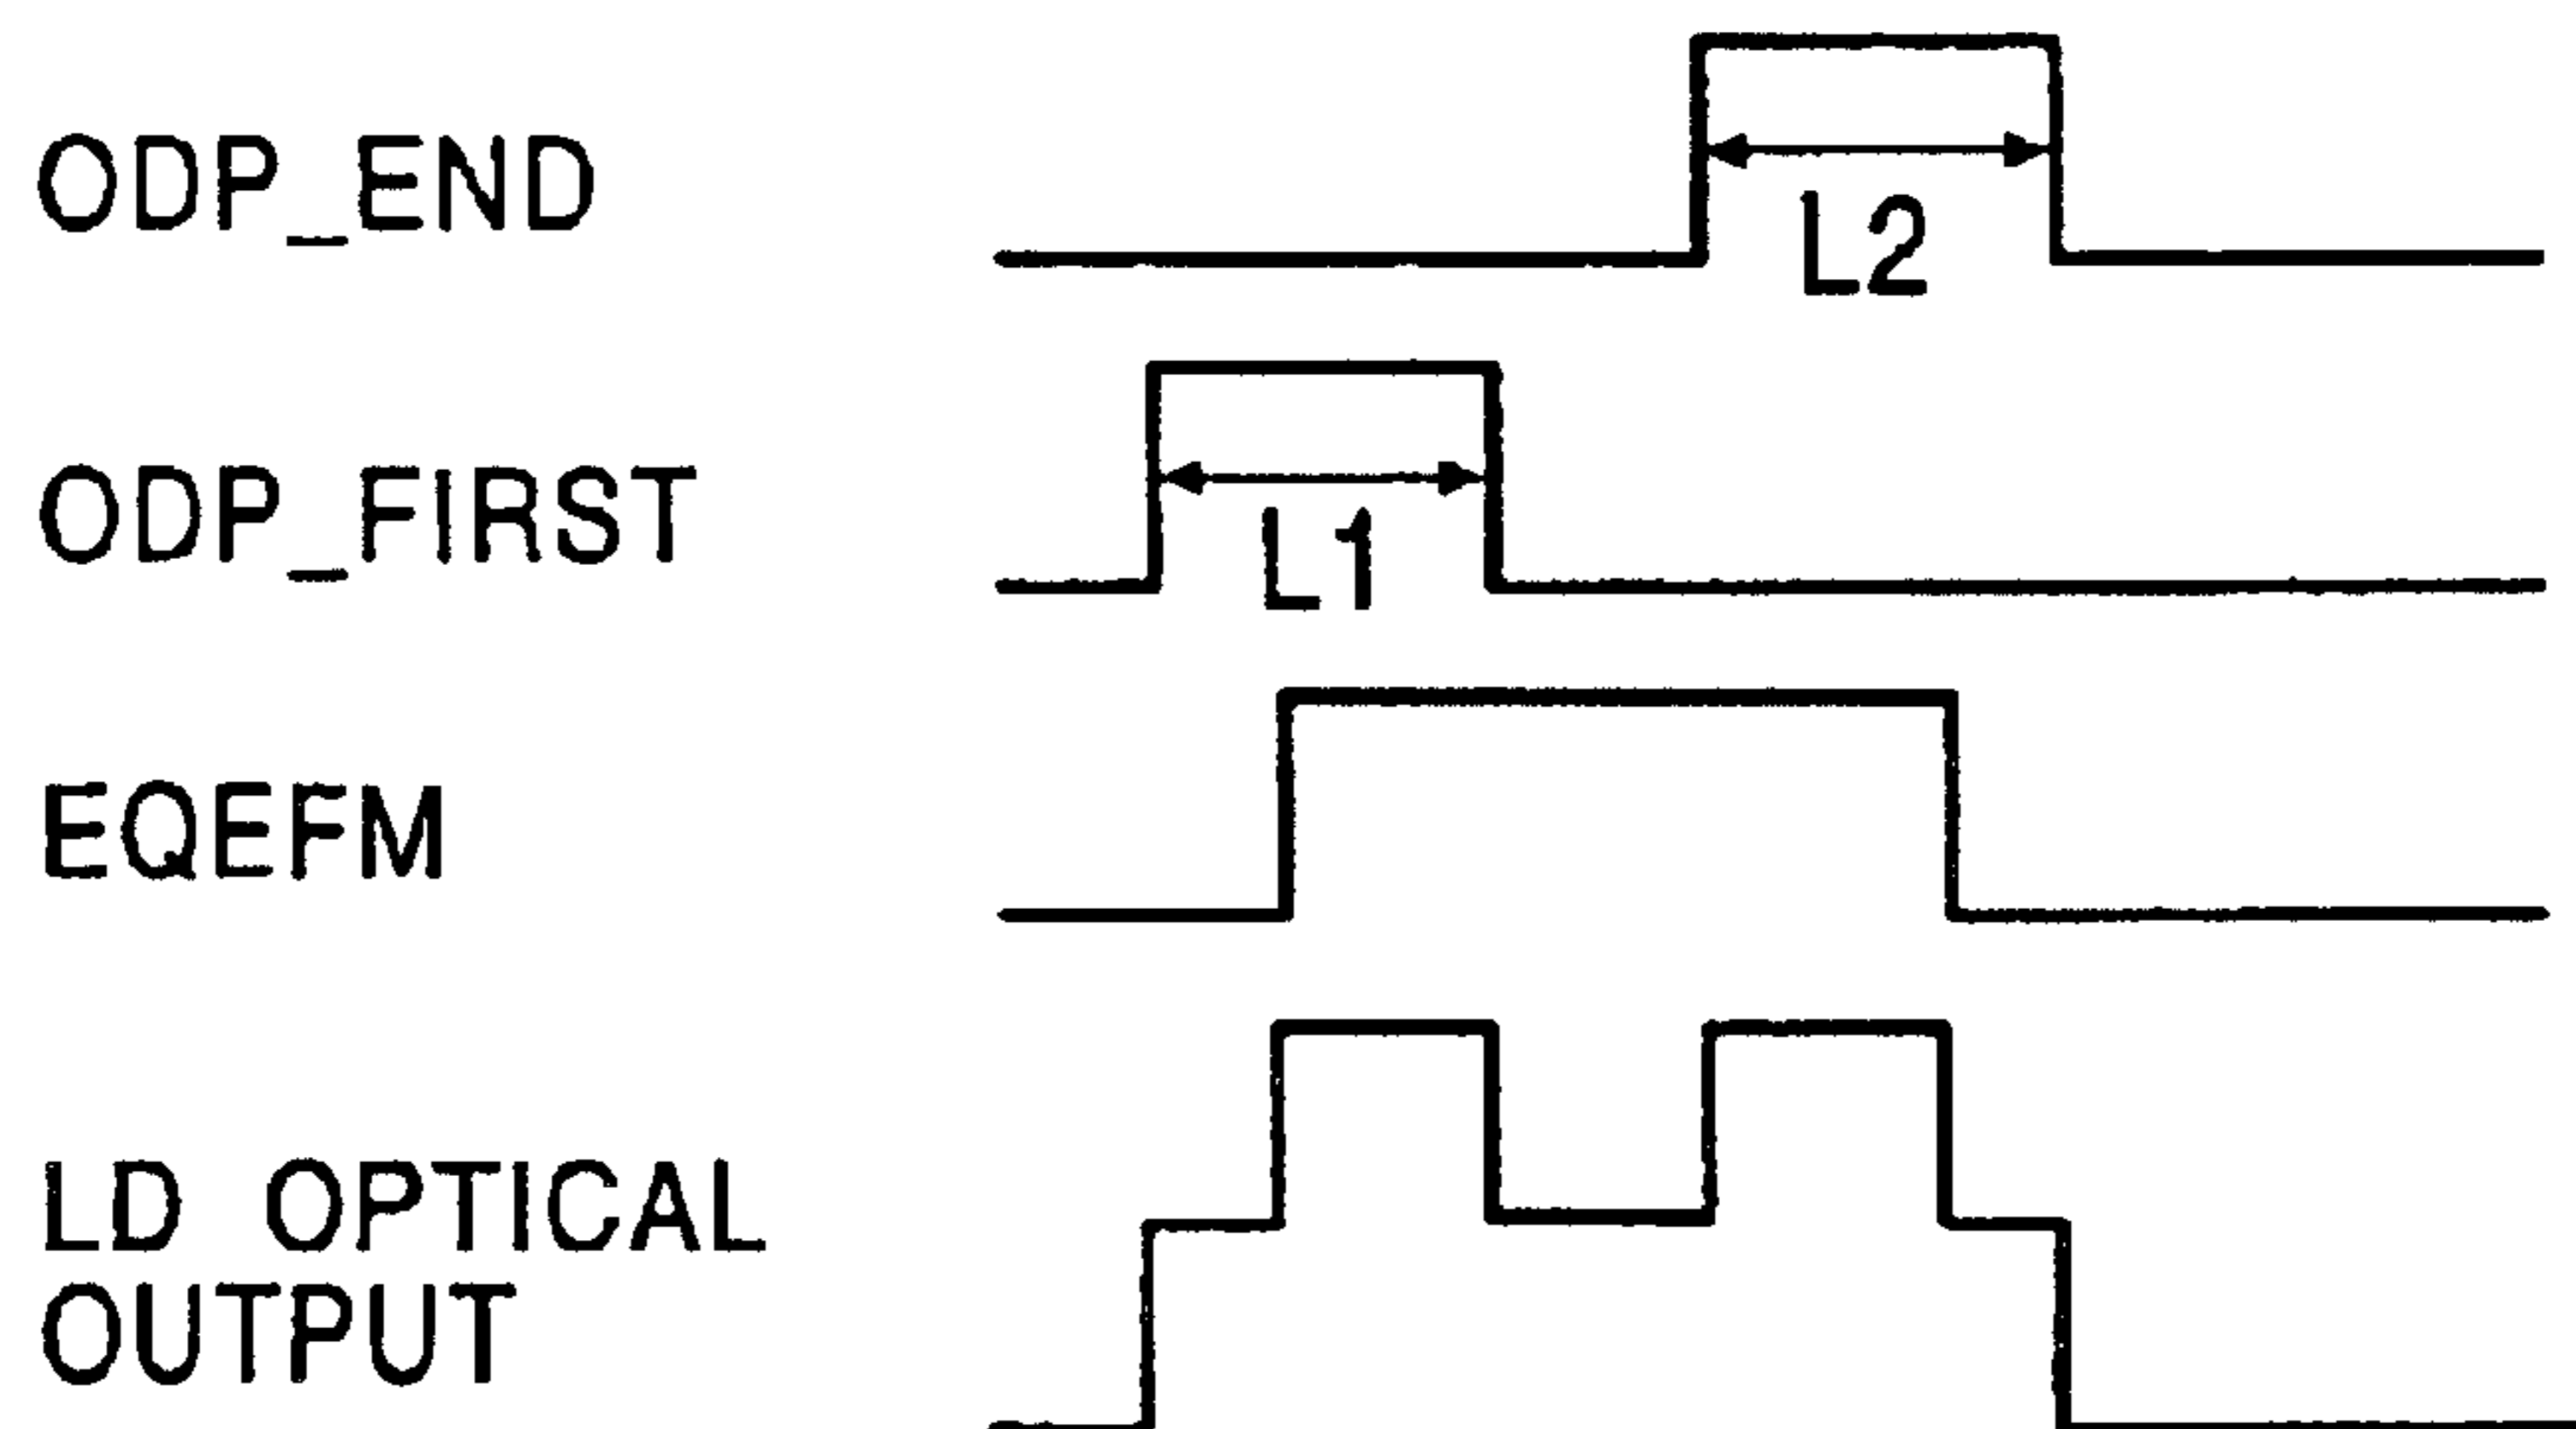 ODP_END
L2
ODP_FIRST
L1
EQEFM
LD OPTICAL
OUTPUT